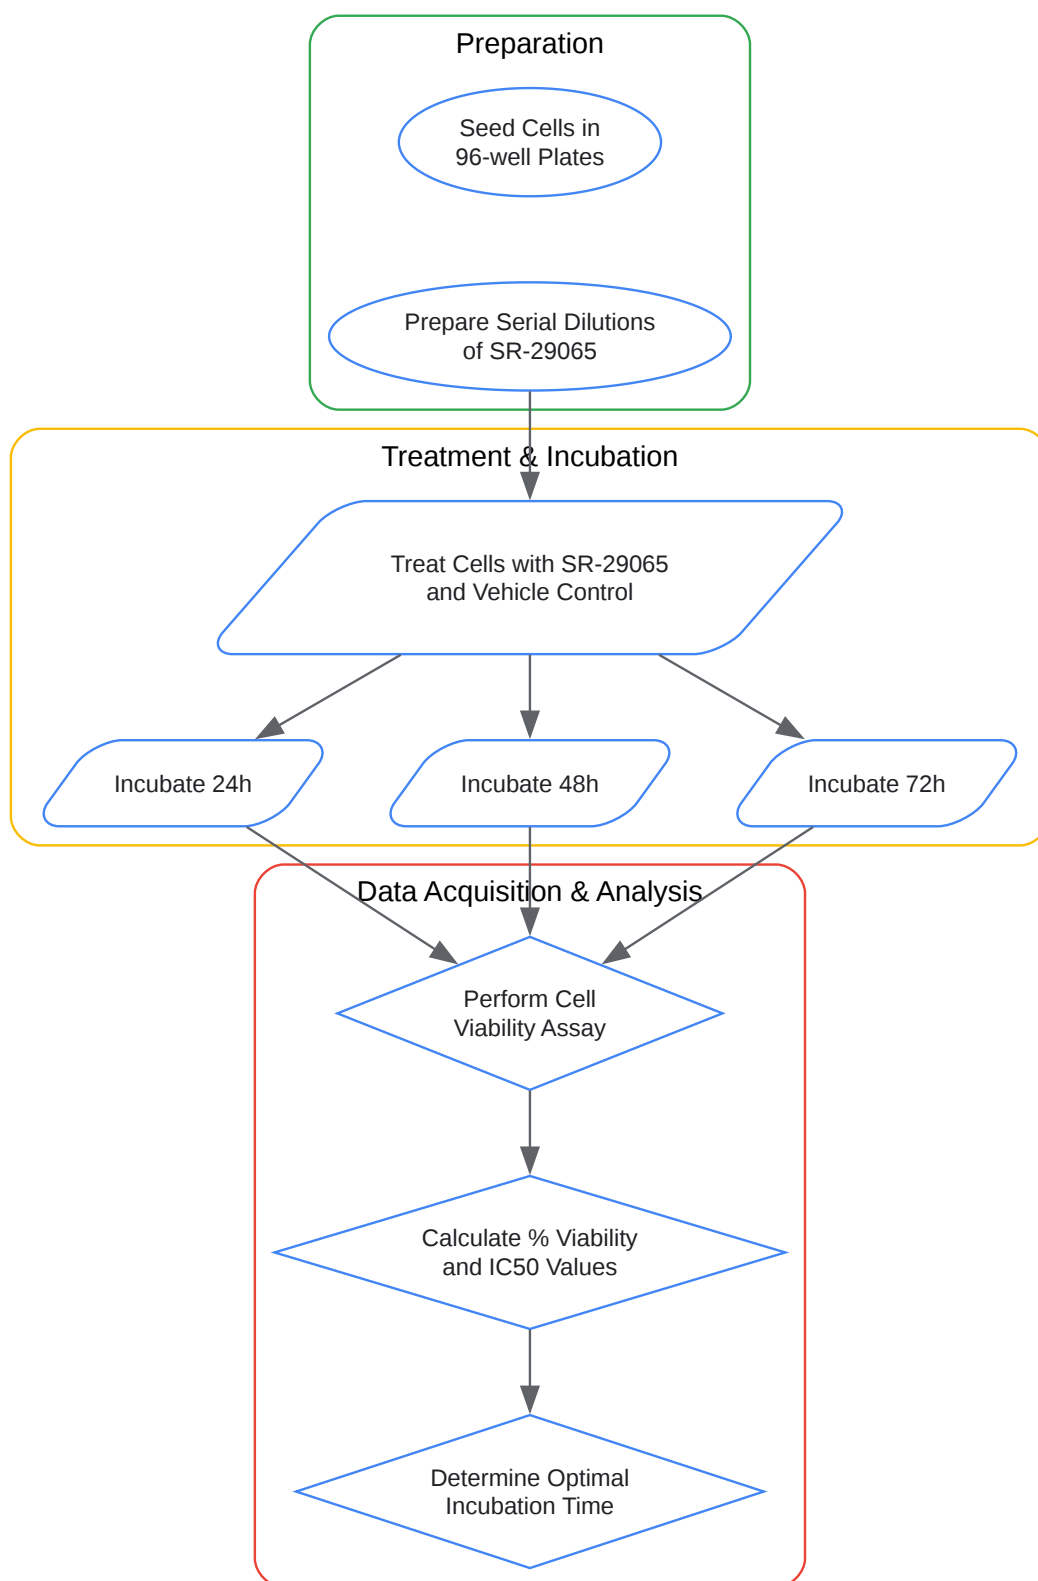 Preparation
Seed Cells in
96-well Plates
Prepare Serial Dilutions
of SR-29065
Treatment & Incubation
Treat Cells with SR-29065
and Vehicle Control
Incubate 24h
Incubate 48h
Incubate 72h
Data Acquisition & Analysis
Perform Cell
Viability Assay
Calculate % Viability
and IC50 Values
Determine Optimal
Incubation Time